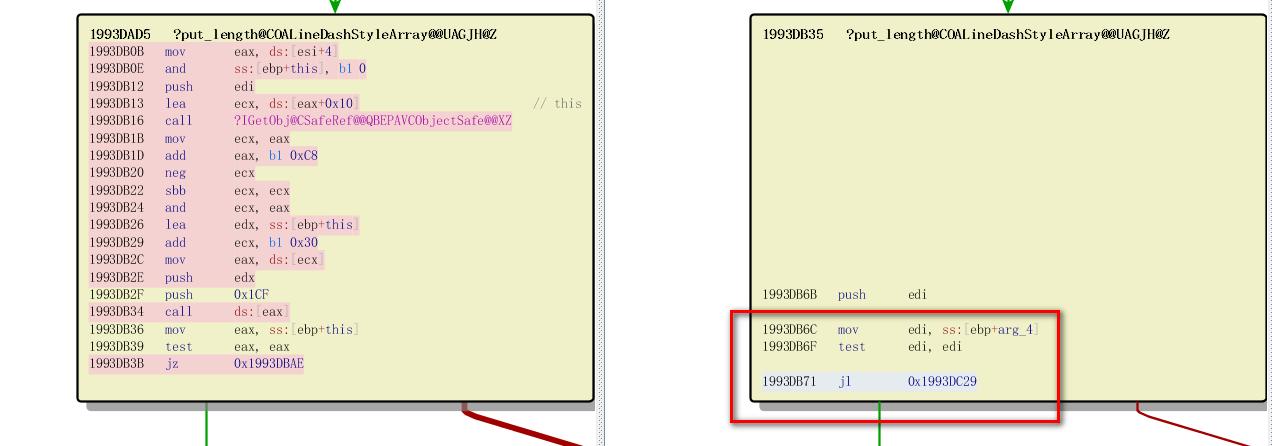 1993DAD5 ?put_length@COALineDashStyleArray@@UAGJH@Z
1993DB0B mov eax, ds:[esi+4]
1993DB0E and ss:[ebp+this], b1 0
1993DB12 push edi
1993DB13 lea ecx, ds:[eax+0x10] // this
1993DB16 call ?IGetObj@CSafeRef@@QBEPAVCObjectSafe@@XZ
1993DB1B mov ecx, eax
1993DB1D add eax, b1 0xC8
1993DB20 neg ecx
1993DB22 sbb ecx, ecx
1993DB24 and ecx, eax
1993DB26 lea edx, ss:[ebp+this]
1993DB29 add ecx, b1 0x30
1993DB2C mov eax, ds:[ecx]
1993DB2E push edx
1993DB2F push 0x1CF
1993DB34 call ds:[eax]
1993DB36 mov eax, ss:[ebp+this]
1993DB39 test eax, eax
1993DB3B jz 0x1993DBAE
1993DB35 ?put_length@COALineDashStyleArray@@UAGJH@Z
1993DB6B push edi
1993DB6C mov edi, ss:[ebp+arg_4]
1993DB6F test edi, edi
1993DB71 jl 0x1993DC29